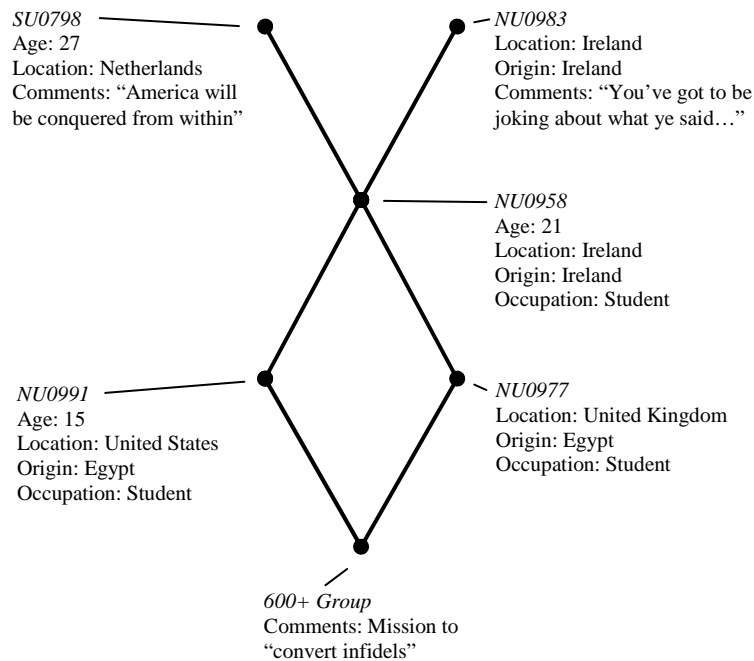 SU0798
Age: 27
Location: Netherlands
Comments: “America will
be conquered from within”
NU0983
Location: Ireland
Origin: Ireland
Comments: “You’ve got to be
joking about what ye said…”
NU0958
Age: 21
Location: Ireland
Origin: Ireland
Occupation: Student
NU0991
Age: 15
Location: United States
Origin: Egypt
Occupation: Student
NU0977
Location: United Kingdom
Origin: Egypt
Occupation: Student
600+ Group
Comments: Mission to
“convert infidels”